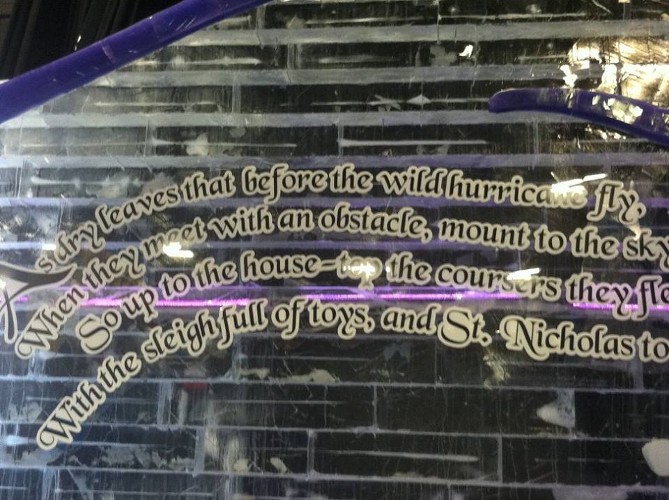 As dry leaves that before the wild hurricane fly,
When they meet with an obstacle, mount to the sky
So up to the house-top the coursers they fle
With the sleigh full of toys, and St. Nicholas to